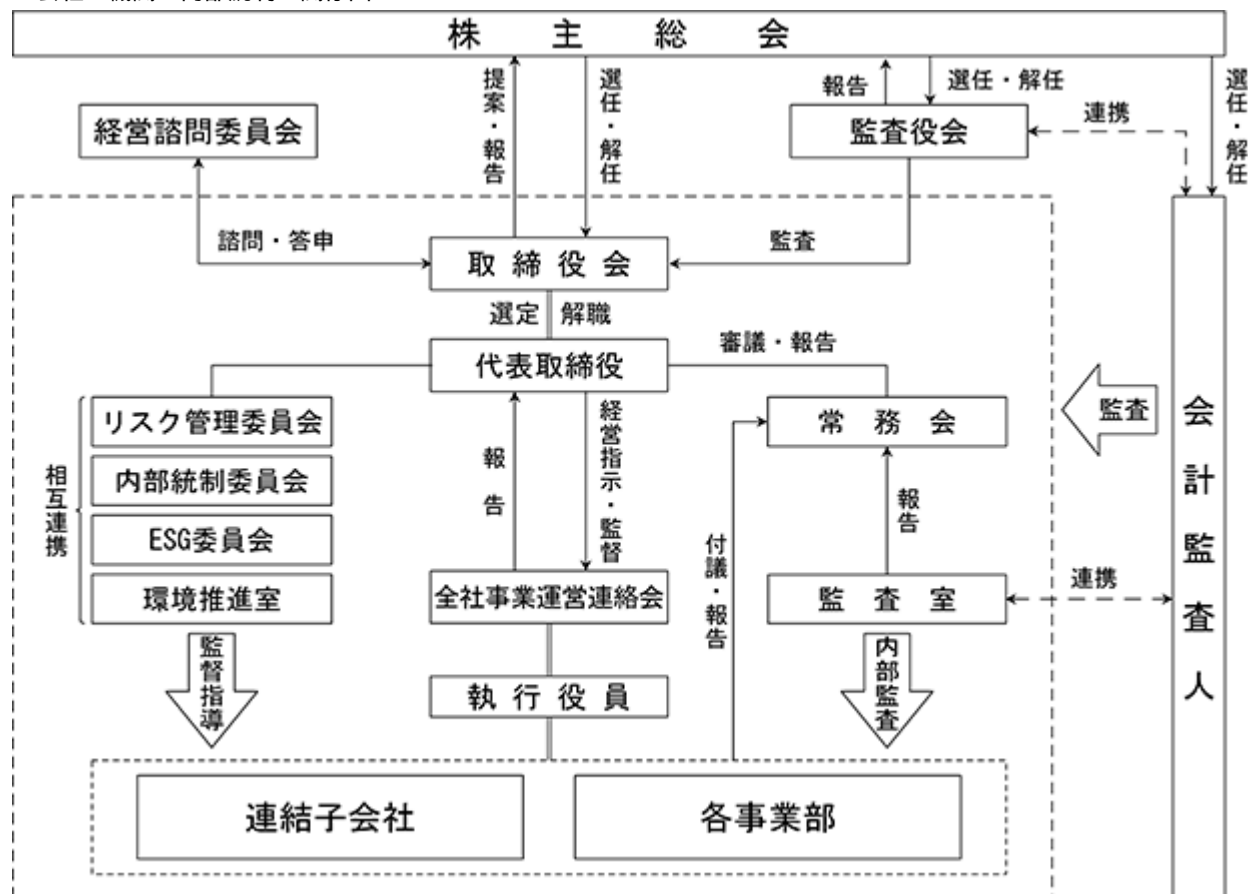 株主総会
提案・報告
選任・解任
報告
選任・解任
選任・解任
経営諮問委員会
監査役会
連携
諮問・答申
取締役会
監査
選定 解職
代表取締役
審議・報告
リスク管理委員会
内部統制委員会
ESG委員会
環境推進室
相互連携
報告
経営指示・監督
常務会
監査
会計監査人
報告
付議・報告
全社事業運営連絡会
監査室
連携
監督指導
執行役員
内部監査
連結子会社
各事業部